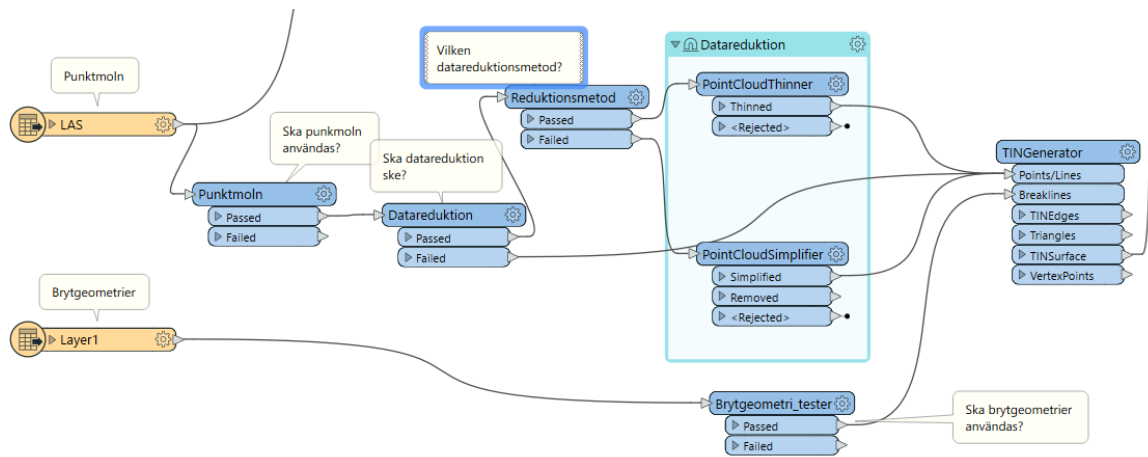 Punktmoln
LAS
Ska punkmoln
användas?
Punktmoln
Passed
Failed
Ska datareduktion
ske?
Datareduktion
Passed
Failed
Vilken
datareduktionsmetod?
Reduktionsmetod
Passed
Failed
Datareduktion
PointCloudThinner
Thinned
<Rejected>
PointCloudSimplifier
Simplified
Removed
<Rejected>
TINGenerator
Points/Lines
Breaklines
TINEdges
Triangles
TINSurface
VertexPoints
Brytgeometrier
Layer1
Brytgeometri_tester
Passed
Failed
Ska brytgeometrier
användas?